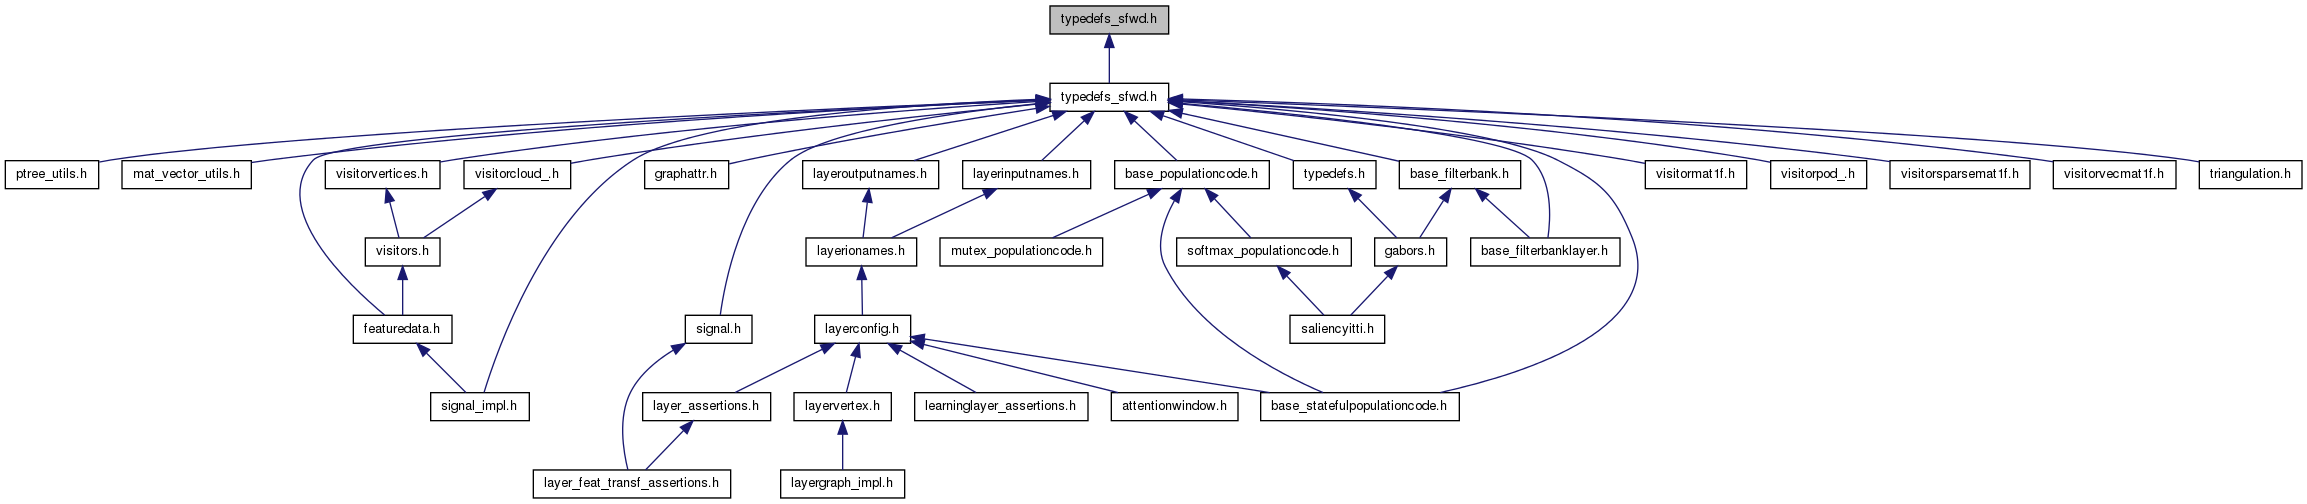 typedefs_sfwd.h
typedefs_sfwd.h
ptree_utils.h
mat_vector_utils.h
visitorvertices.h
visitorcloud_.h
graphattr.h
layeroutputnames.h
layerinputnames.h
base_populationcode.h
typedefs.h
base_filterbank.h
visitormat1f.h
visitorpod_.h
visitorsparsemat1f.h
visitorvecmat1f.h
triangulation.h
visitors.h
layerionames.h
mutex_populationcode.h
softmax_populationcode.h
gabors.h
base_filterbanklayer.h
featuredata.h
signal.h
layerconfig.h
saliencyitti.h
signal_impl.h
layer_assertions.h
layervertex.h
learninglayer_assertions.h
attentionwindow.h
base_statefulpopulationcode.h
layer_feat_transf_assertions.h
layergraph_impl.h